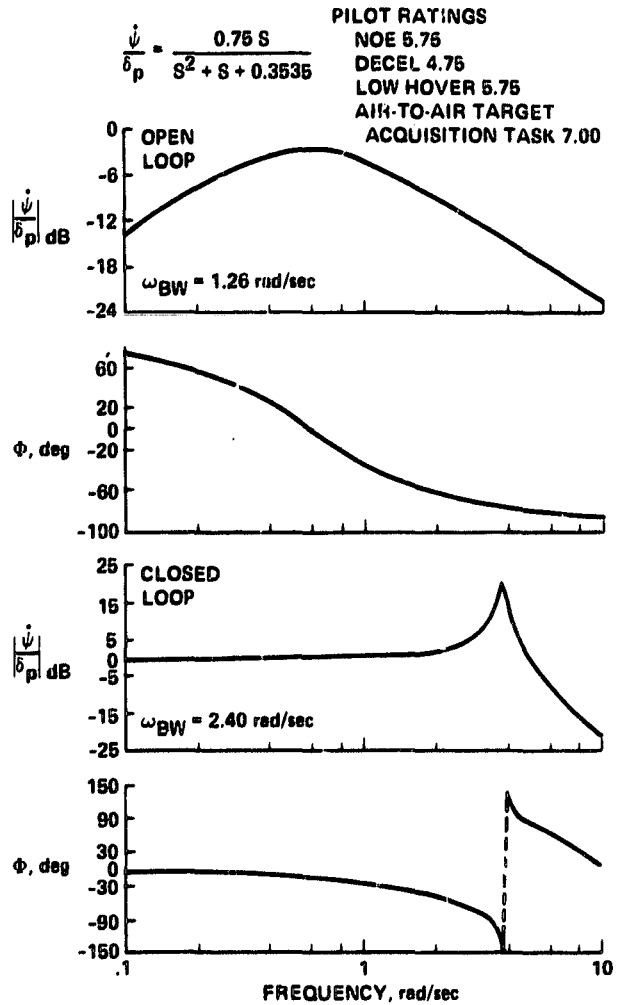 PILOT RATINGS
ψ̇/δp = 0.75 S / S² + S + 0.3535
NOE 5.75
DECEL 4.75
LOW HOVER 5.75
AIR-TO-AIR TARGET
ACQUISITION TASK 7.00
OPEN
LOOP
|ψ̇/δp| dB
0
-6
-12
-18
-24
ωBW = 1.26 rad/sec
Φ, deg
60
20
0
-20
-60
-100
CLOSED
LOOP
|ψ̇/δp| dB
25
15
5
0
-5
-15
-25
ωBW = 2.40 rad/sec
Φ, deg
150
90
30
0
-30
-90
-150
.1 1 10
FREQUENCY, rad/sec